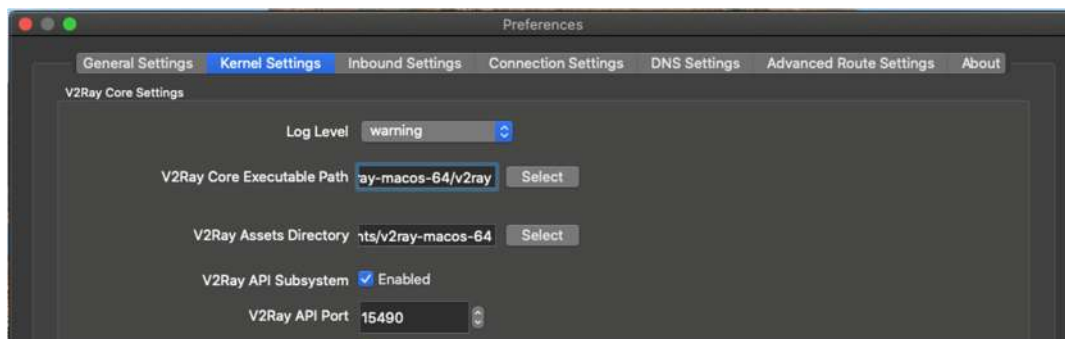 Preferences
General Settings Kernel Settings Inbound Settings Connection Settings DNS Settings Advanced Route Settings About
V2Ray Core Settings
Log Level warning
V2Ray Core Executable Path ay-macos-64/v2ray Select
V2Ray Assets Directory nts/v2ray-macos-64 Select
V2Ray API Subsystem Enabled
V2Ray API Port 15490